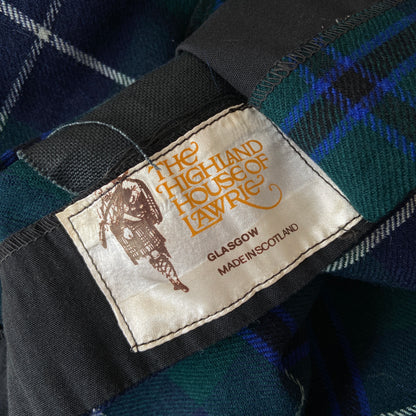 THE
HIGHLAND
HOUSE OF
LAWRIE
GLASGOW
MADE IN SCOTLAND